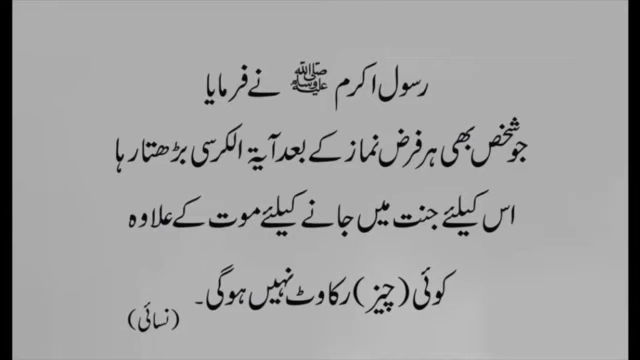 رسول اکرم ﷺ نے فرمایا
جو شخص بھی ہر فرض نماز کے بعد آیۃ الکرسی بڑھتا رہا
اس کیلئے جنت میں جانے کیلئے موت کے علاوہ
کوئی (چیز) رکاوٹ نہیں ہوگی۔
(نسائی)